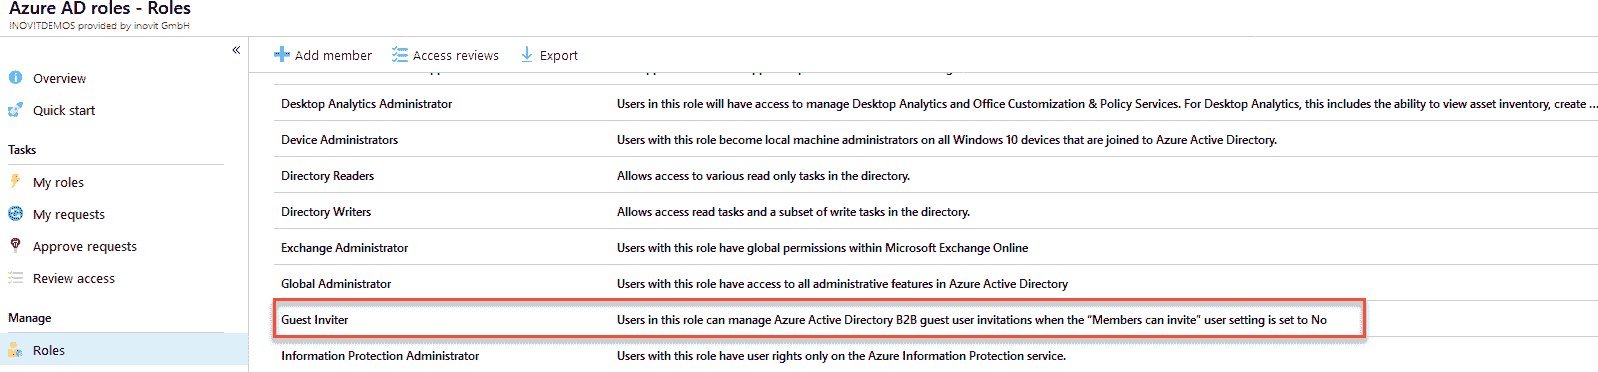 Azure AD roles - Roles
INOVITDEMOS provided by inovit GmbH
«
Add member Access reviews Export
Overview
Quick start
Tasks
My roles
My requests
Approve requests
Review access
Manage
Roles
Desktop Analytics Administrator Users in this role will have access to manage Desktop Analytics and Office Customization & Policy Services. For Desktop Analytics, this includes the ability to view asset inventory, create ...
Device Administrators Users with this role become local machine administrators on all Windows 10 devices that are joined to Azure Active Directory.
Directory Readers Allows access to various read only tasks in the directory.
Directory Writers Allows access read tasks and a subset of write tasks in the directory.
Exchange Administrator Users with this role have global permissions within Microsoft Exchange Online
Global Administrator Users with this role have access to all administrative features in Azure Active Directory
Guest Inviter Users in this role can manage Azure Active Directory B2B guest user invitations when the “Members can invite” user setting is set to No
Information Protection Administrator Users with this role have user rights only on the Azure Information Protection service.